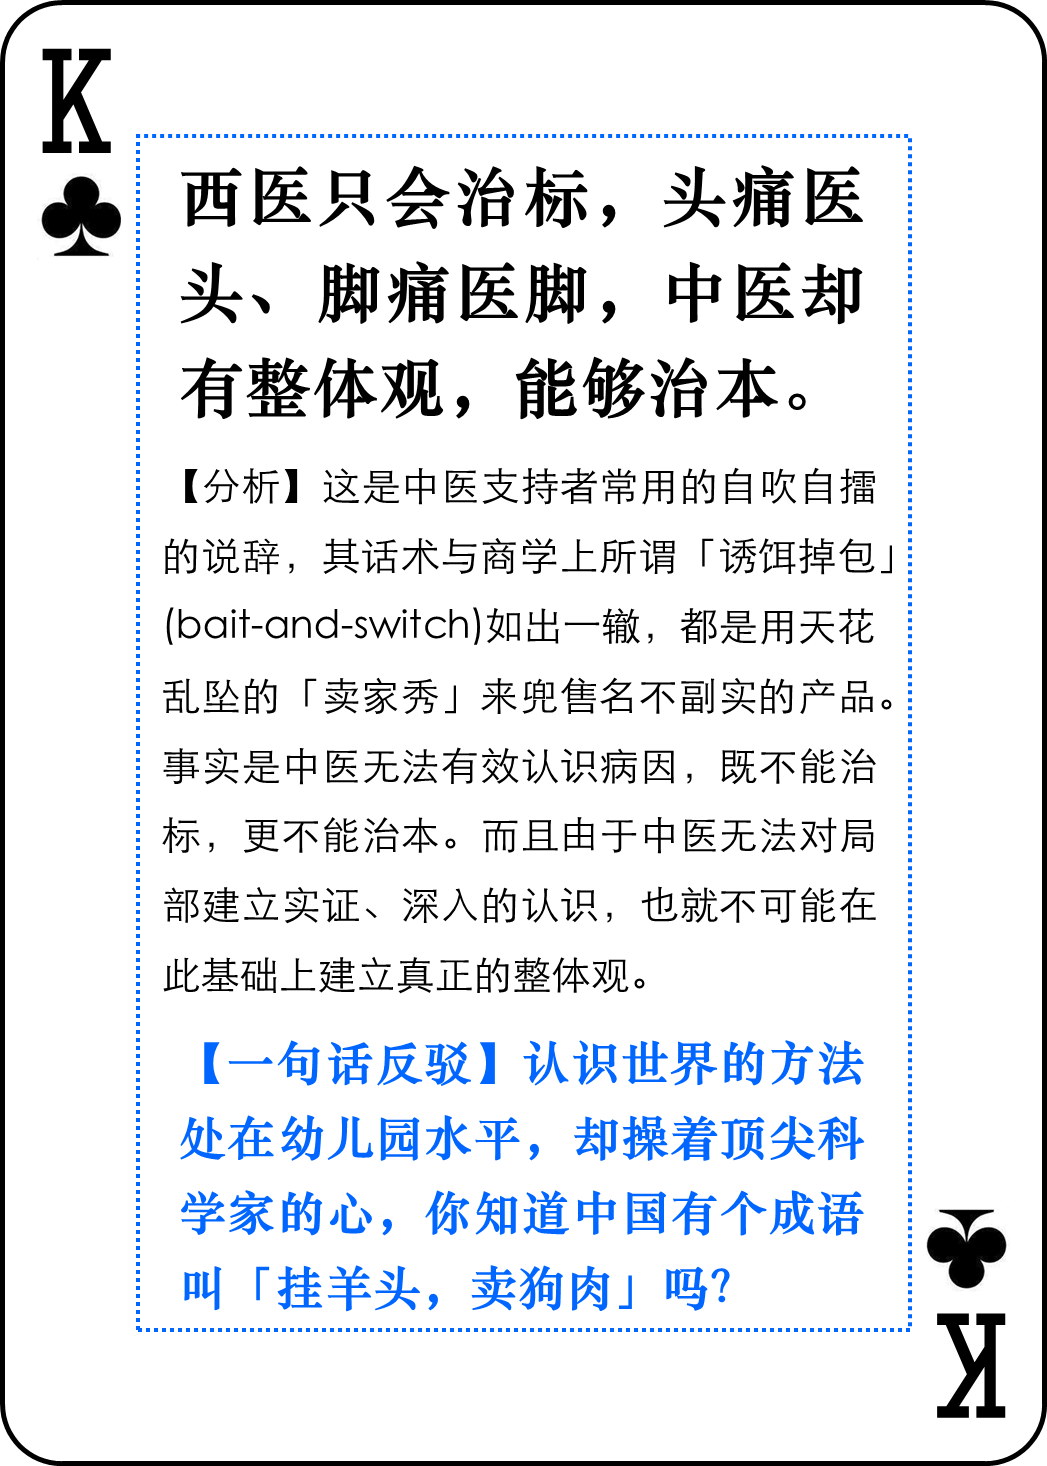 K
西医只会治标，头痛医
头、脚痛医脚，中医却
有整体观，能够治本。
【分析】这是中医支持者常用的自吹自擂
的说辞，其话术与商学上所谓「诱饵掉包」
(bait-and-switch)如出一辙，都是用天花
乱坠的「卖家秀」来兜售名不副实的产品。
事实是中医无法有效认识病因，既不能治
标，更不能治本。而且由于中医无法对局
部建立实证、深入的认识，也就不可能在
此基础上建立真正的整体观。
【一句话反驳】认识世界的方法
处在幼儿园水平，却操着顶尖科
学家的心，你知道中国有个成语
叫「挂羊头，卖狗肉」吗？
K